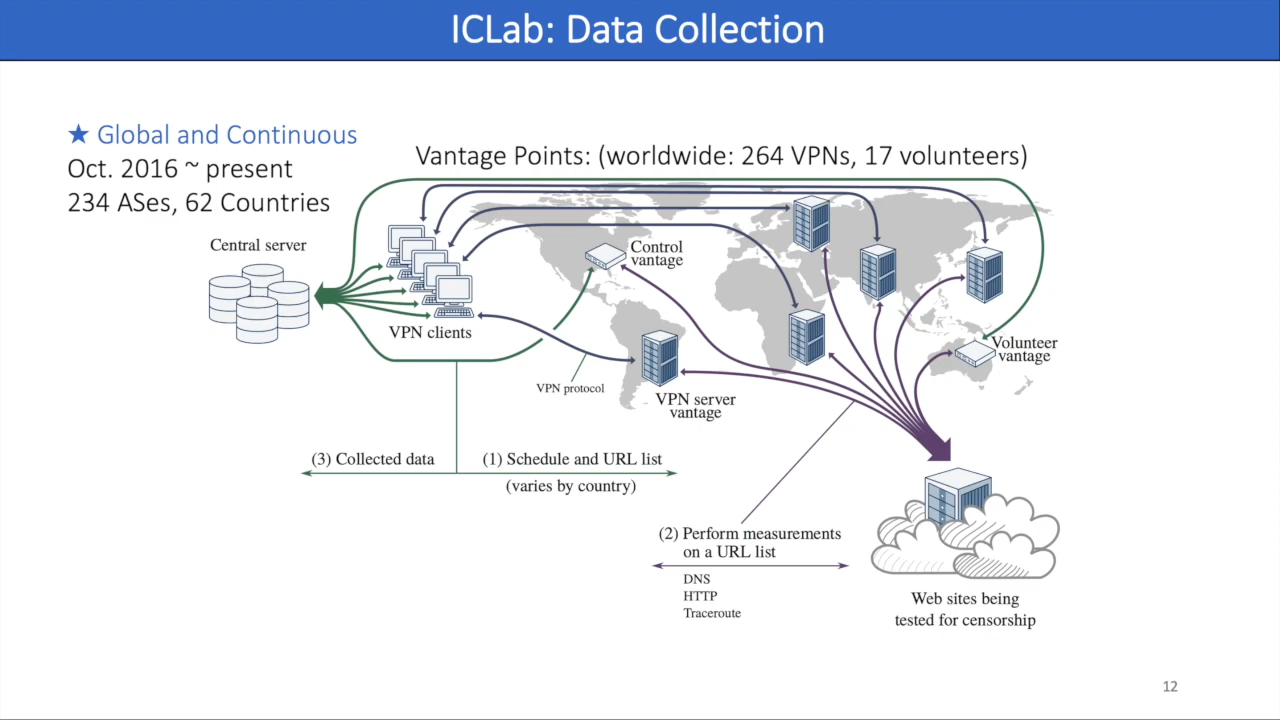 ICLab: Data Collection
★ Global and Continuous
Oct. 2016 ~ present
234 ASes, 62 Countries
Vantage Points: (worldwide: 264 VPNs, 17 volunteers)
Central server
VPN clients
Control
vantage
VPN protocol
VPN server
vantage
Volunteer
vantage
(3) Collected data
(1) Schedule and URL list
(varies by country)
(2) Perform measurements
on a URL list
DNS
HTTP
Traceroute
Web sites being
tested for censorship
12